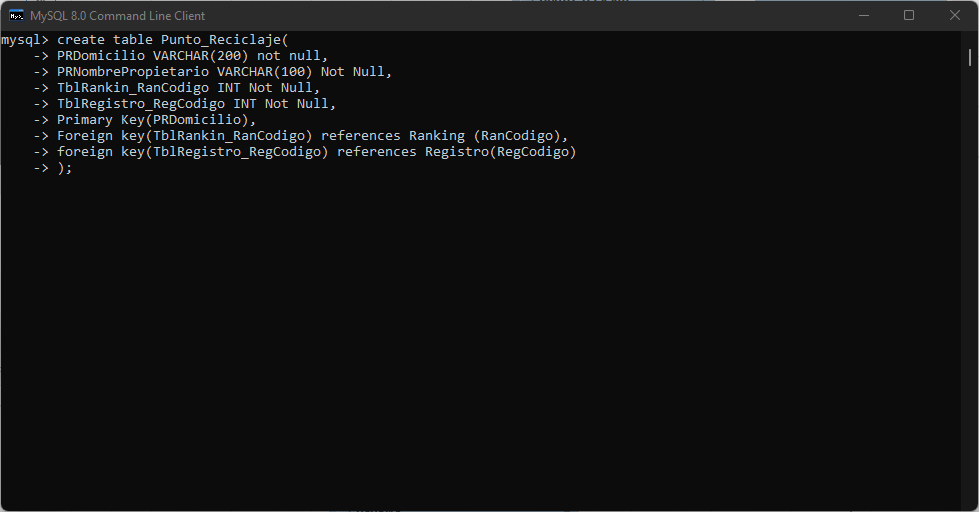 MySQL 8.0 Command Line Client
mysql> create table Punto_Reciclaje(
    -> PRDomicilio VARCHAR(200) not null,
    -> PRNombrePropietario VARCHAR(100) Not Null,
    -> TblRankin_RanCodigo INT Not Null,
    -> TblRegistro_RegCodigo INT Not Null,
    -> Primary Key(PRDomicilio),
    -> Foreign key(TblRankin_RanCodigo) references Ranking (RanCodigo),
    -> foreign key(TblRegistro_RegCodigo) references Registro(RegCodigo)
    -> );